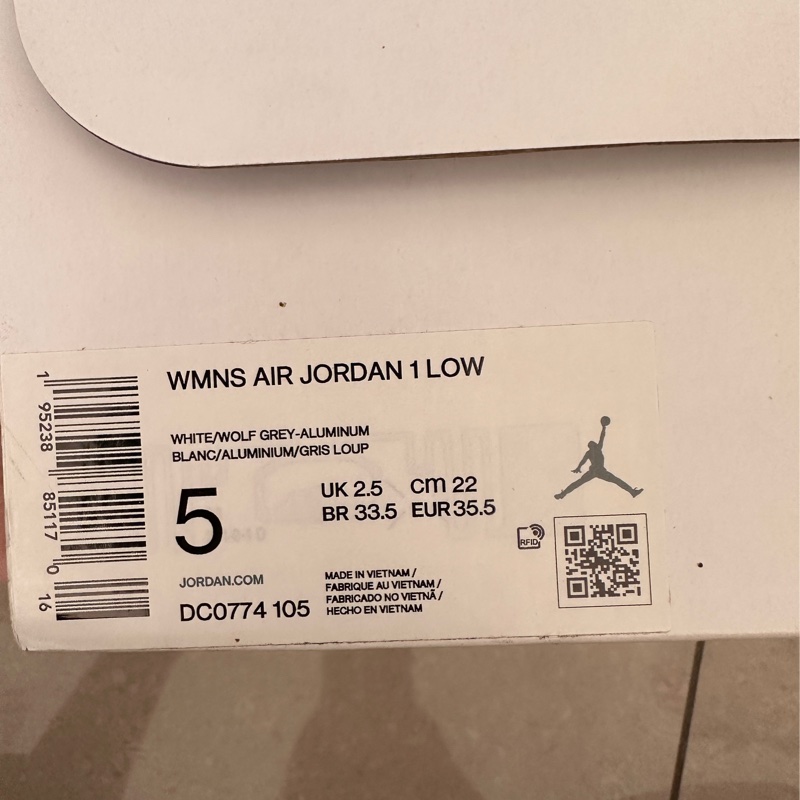 WMNS AIR JORDAN 1 LOW
WHITE/WOLF GREY-ALUMINUM
BLANC/ALUMINIUM/GRIS LOUP
5
UK 2.5 cm 22
BR 33.5 EUR 35.5
RFID
JORDAN.COM
DC0774 105
MADE IN VIETNAM /
FABRIQUE AU VIETNAM /
FABRICADO NO VIETNÃ /
HECHO EN VIETNAM
1 95238 85117 0 16